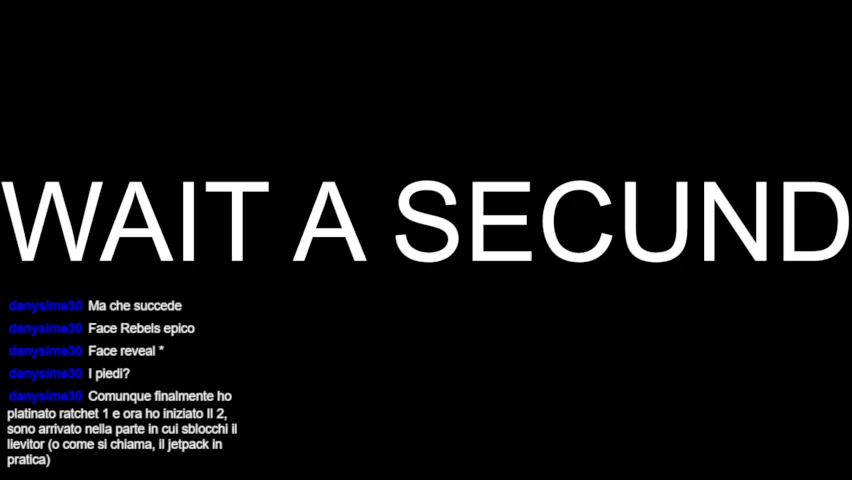 WAIT A SECUND
danysime30 Ma che succede
danysime30 Face Rebels epico
danysime30 Face reveal *
danysime30 I piedi?
danysime30 Comunque finalmente ho
platinato ratchet 1 e ora ho iniziato il 2,
sono arrivato nella parte in cui sblocchi il
lievitor (o come si chiama, il jetpack in
pratica)